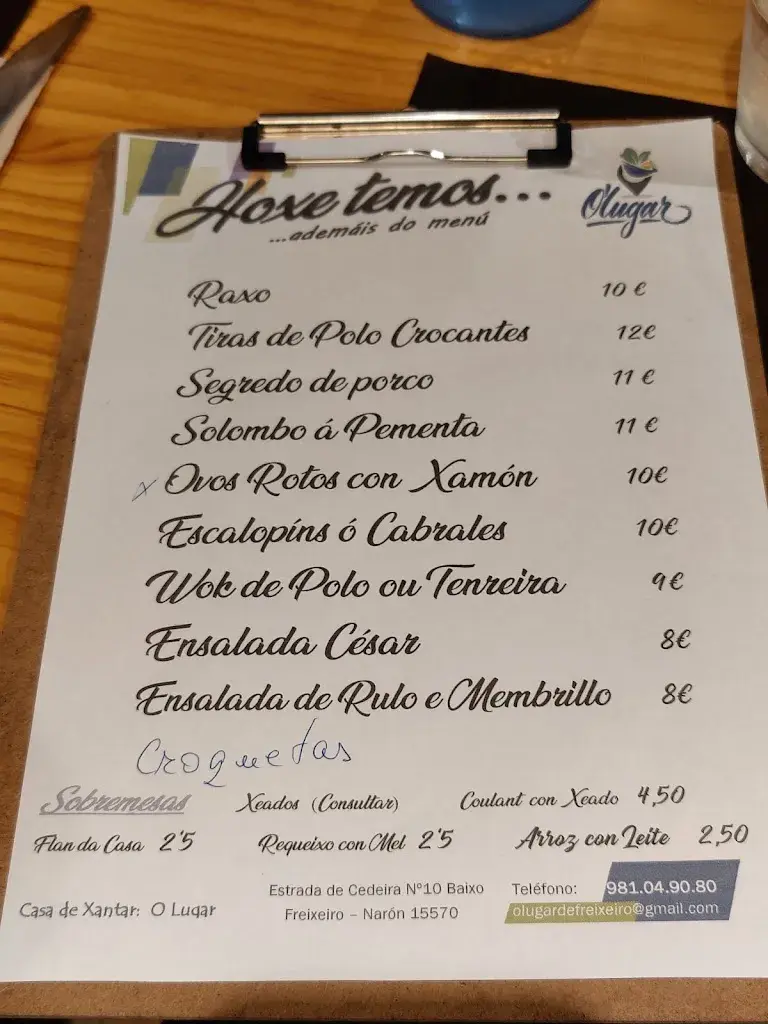 Hoxe temos...
...ademáis do menú
O'lugar
Raxo 10 €
Tiras de Polo Crocantes 12€
Segredo de porco 11 €
Solombo á Pementa 11 €
x Ovos Rotos con Xamón 10€
Escalopíns ó Cabrales 10€
Wok de Polo ou Tenreira 9€
Ensalada César 8€
Ensalada de Rulo e Membrillo 8€
Croquetas
Sobremesas Xeados (Consultar) Coulant con Xeado 4,50
Flan da Casa 2'5 Requeixo con Mel 2'5 Arroz con Leite 2,50
Casa de Xantar: O Lugar
Estrada de Cedeira Nº10 Baixo
Freixeiro – Narón 15570
Teléfono: 981.04.90.80
olugardefreixeiro@gmail.com